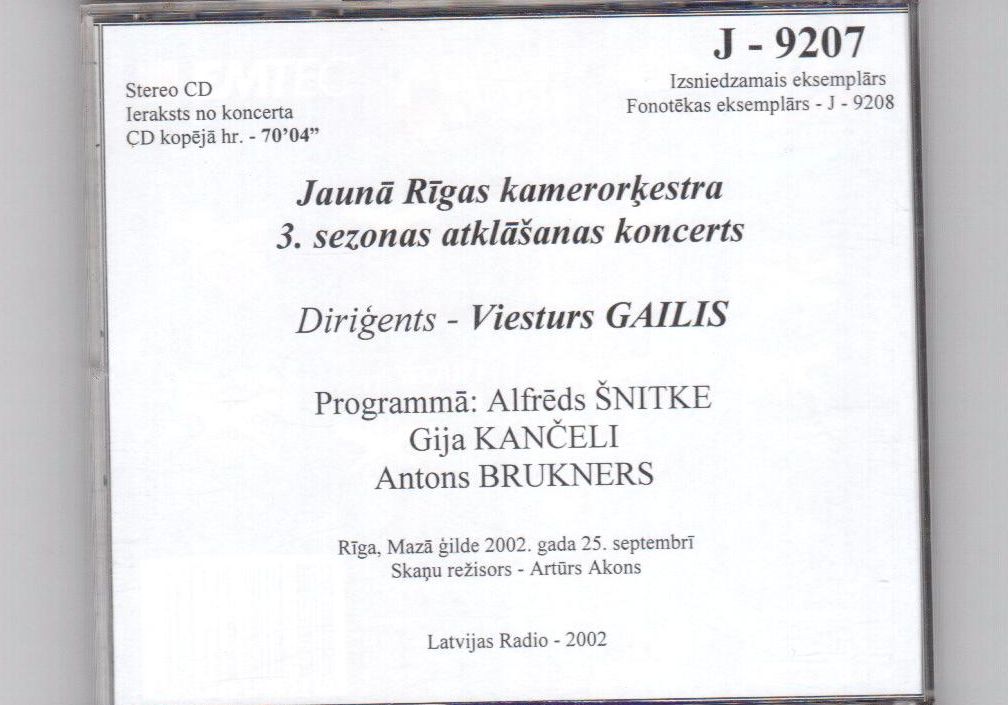 J - 9207
Stereo CD
Izsniedzamais eksemplārs
Ieraksts no koncerta
Fonotēkas eksemplārs - J - 9208
CD kopējā hr. - 70’04”
Jaunā Rīgas kamerorķestra
3. sezonas atklāšanas koncerts
Diriģents - Viesturs GAILIS
Programmā: Alfrēds ŠNITKE
Gija KANČELI
Antons BRUKNERS
Rīga, Mazā ģilde 2002. gada 25. septembrī
Skaņu režisors - Artūrs Akons
Latvijas Radio - 2002